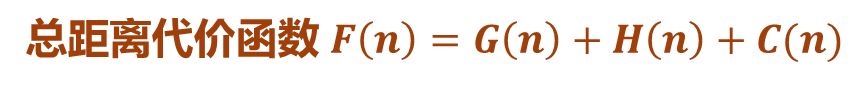 总距离代价函数 F(n) = G(n) + H(n) + C(n)